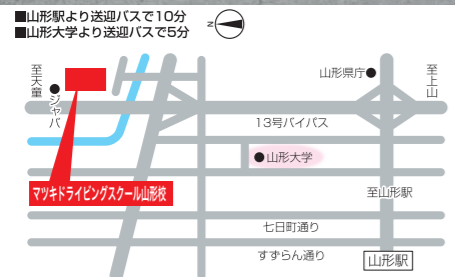 ■山形駅より送迎バスで10分
■山形大学より送迎バスで5分
N
至天童
ジャバ
山形県庁
至上山
13号バイパス
山形大学
マツキドライビングスクール山形校
至山形駅
七日町通り
すずらん通り
山形駅